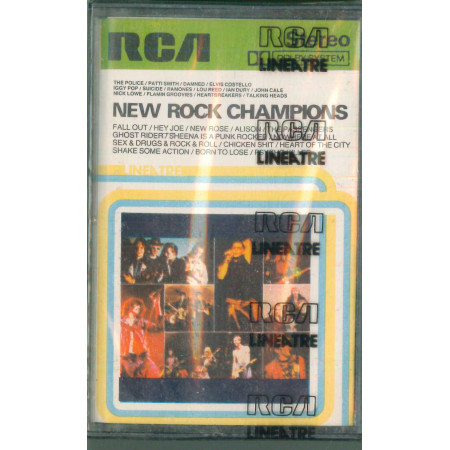 RCA
RCA
Stereo
DOLBY SYSTEM
LINEATRE
THE POLICE / PATTI SMITH / DAMNED / ELVIS COSTELLO
IGGY POP / SUICIDE / RAMONES / LOU REED / IAN DURY / JOHN CALE
NICK LOWE / FLAMIN GROOVIES / HEARTBREAKERS / TALKING HEADS
NEW ROCK CHAMPIONS
RCA
FALL OUT / HEY JOE / NEW ROSE / ALISON / THE PASSENGERS
GHOST RIDER / SHEENA IS A PUNK ROCKER
SEX & DRUGS & ROCK & ROLL / CHICKEN SHIT / HEART OF THE CITY
LINEATRE
SHAKE SOME ACTION / BORN TO LOSE /
LINEATRE
RCA
LINEATRE
RCA
LINEATRE
RCA
LINEATRE